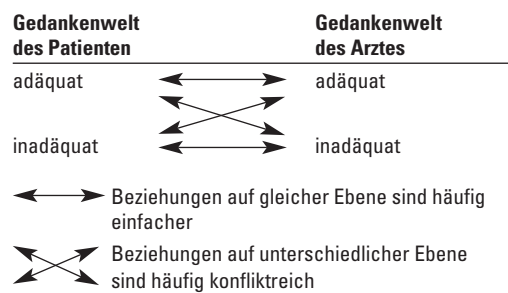 Gedankenwelt Gedankenwelt
des Patienten des Arztes
adäquat adäquat
inadäquat inadäquat
Beziehungen auf gleicher Ebene sind häufig
einfacher
Beziehungen auf unterschiedlicher Ebene
sind häufig konfliktreich